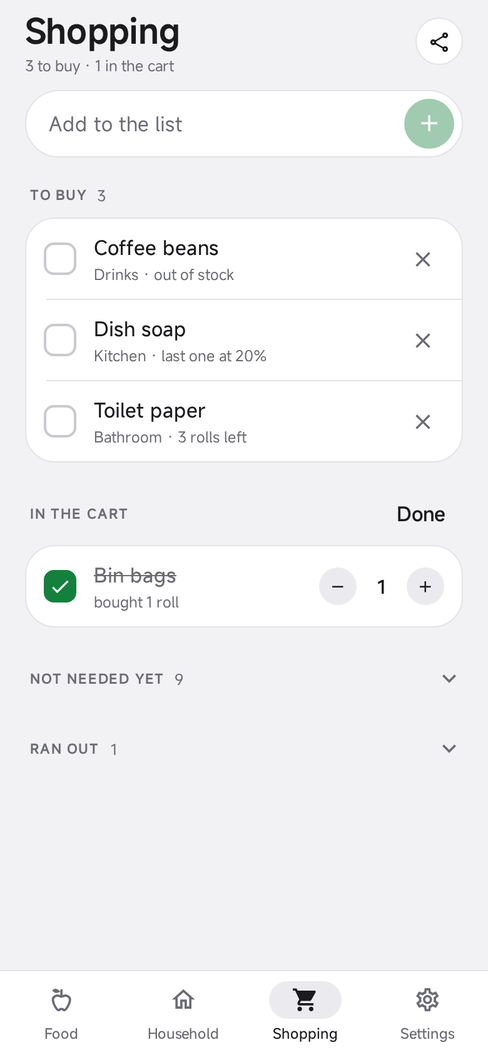 Shopping
3 to buy · 1 in the cart
Add to the list
TO BUY 3
Coffee beans
Drinks · out of stock
Dish soap
Kitchen · last one at 20%
Toilet paper
Bathroom · 3 rolls left
IN THE CART Done
Bin bags
1
bought 1 roll
NOT NEEDED YET 9
RAN OUT 1
Food Household Shopping Settings